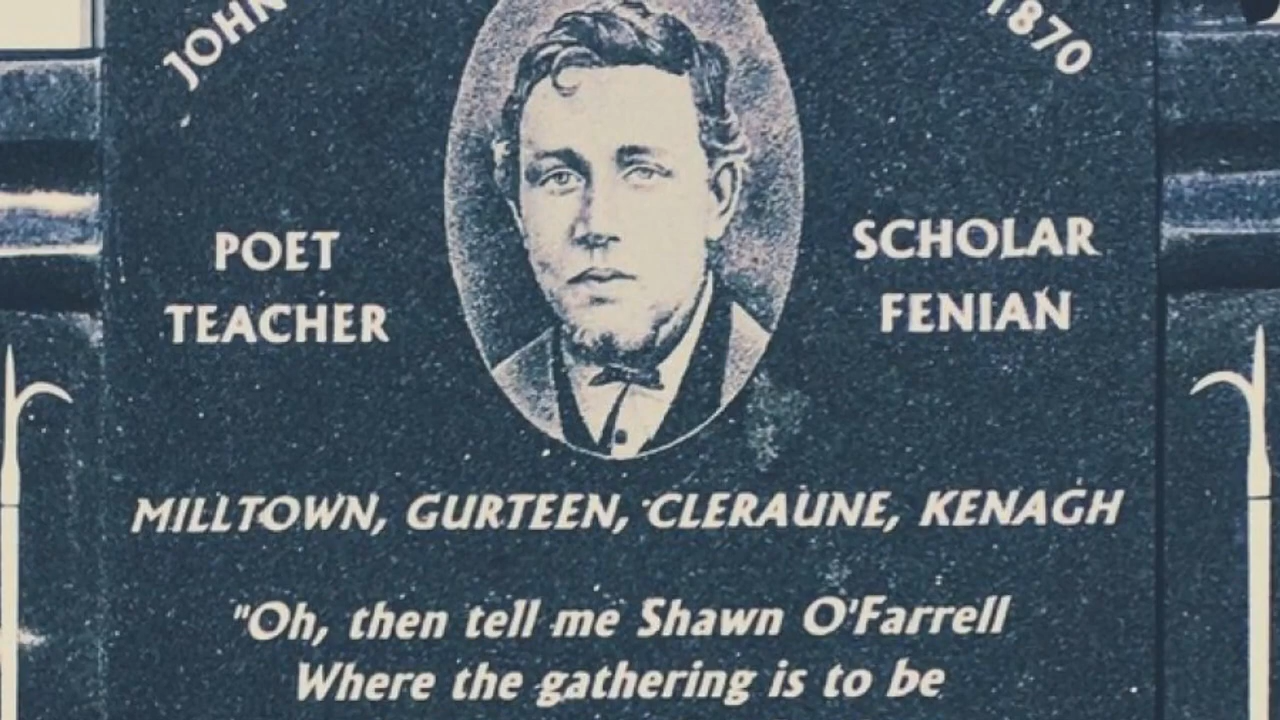 JOHN 1870
POET
TEACHER
SCHOLAR
FENIAN
MILLTOWN, GURTEEN, CLERAUNE, KENAGH
"Oh, then tell me Shawn O'Farrell
Where the gathering is to be